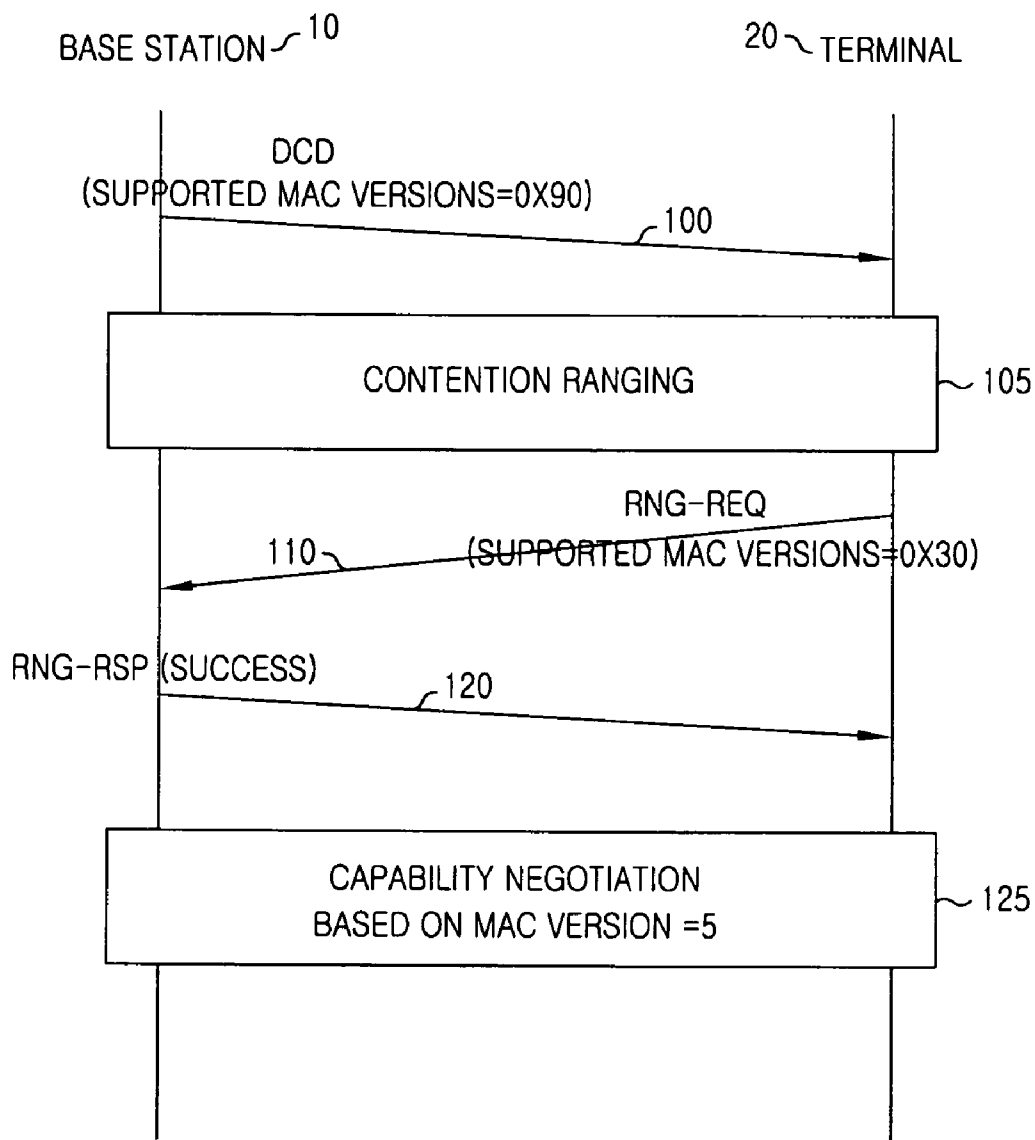 BASE STATION 10
20 TERMINAL
DCD
(SUPPORTED MAC VERSIONS=0X90)
100
CONTENTION RANGING
105
RNG-REQ
(SUPPORTED MAC VERSIONS=0X30)
110
RNG-RSP (SUCCESS)
120
CAPABILITY NEGOTIATION
BASED ON MAC VERSION =5
125